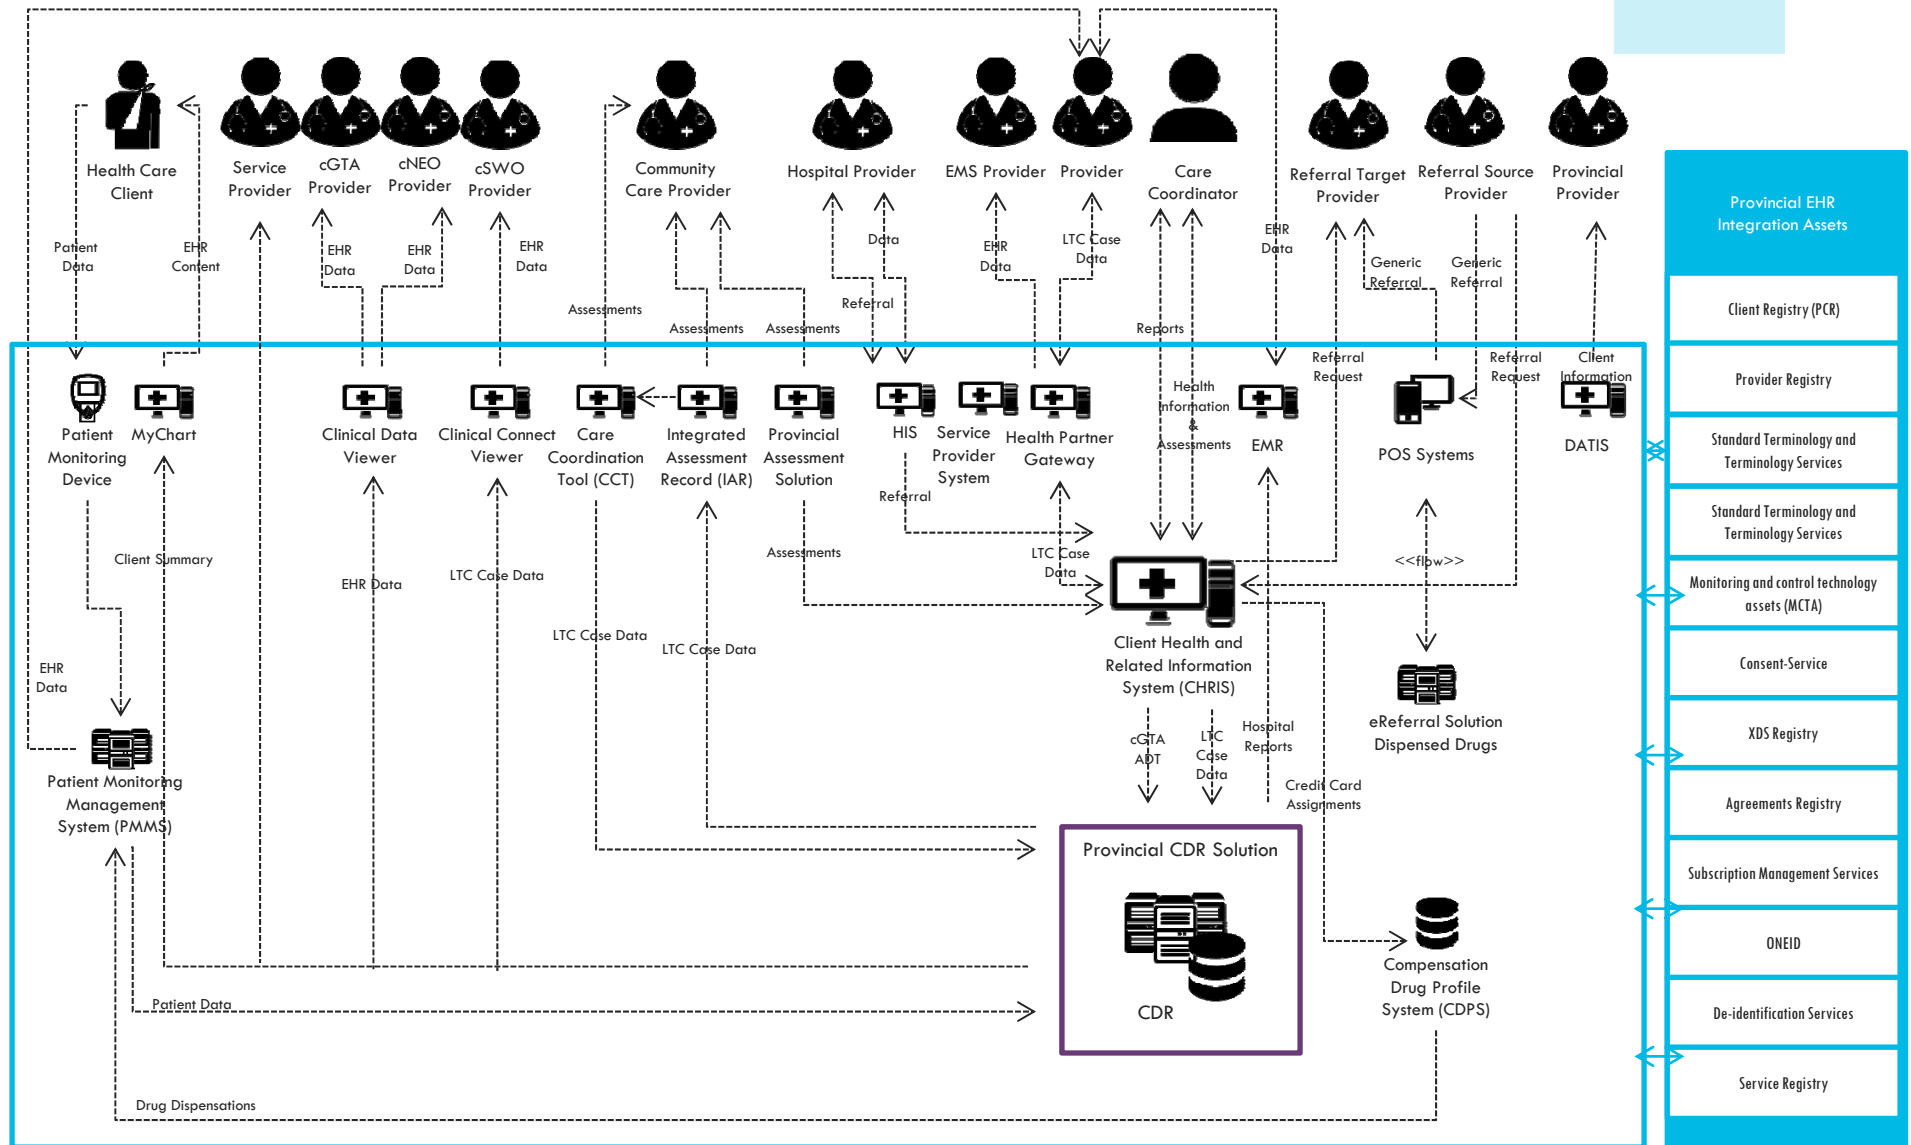 Health Care
Client
Service
Provider
cGTA
Provider
cNEO
Provider
cSWO
Provider
Community
Care Provider
Hospital Provider
EMS Provider
Provider
Care
Coordinator
Referral Target
Provider
Referral Source
Provider
Provincial
Provider
Patient
Data
EHR
Content
EHR
Data
EHR
Data
EHR
Data
Assessments
Assessments
Assessments
Data
Referral
EHR
Data
LTC Case
Data
Reports
EHR
Data
Generic
Referral
Generic
Referral
Referral
Request
Referral
Request
Client
Information
Health
Information
&
Assessments
Patient
Monitoring
Device
MyChart
Clinical Data
Viewer
Clinical Connect
Viewer
Care
Coordination
Tool (CCT)
Integrated
Assessment
Record (IAR)
Provincial
Assessment
Solution
HIS
Service
Provider
System
Health Partner
Gateway
EMR
POS Systems
DATIS
Referral
Client Summary
EHR Data
LTC Case Data
Assessments
LTC Case
Data
<<flow>>
LTC Case Data
LTC Case Data
Client Health and
Related Information
System (CHRIS)
EHR
Data
eReferral Solution
Dispensed Drugs
cGTA
ADT
LTC
Case
Data
Hospital
Reports
Credit Card
Assignments
Patient Monitoring
Management
System (PMMS)
Provincial CDR Solution
CDR
Compensation
Drug Profile
System (CDPS)
Patient Data
Drug Dispensations
Provincial EHR
Integration Assets
Client Registry (PCR)
Provider Registry
Standard Terminology and
Terminology Services
Standard Terminology and
Terminology Services
Monitoring and control technology
assets (MCTA)
Consent-Service
XDS Registry
Agreements Registry
Subscription Management Services
ONEID
De-identification Services
Service Registry